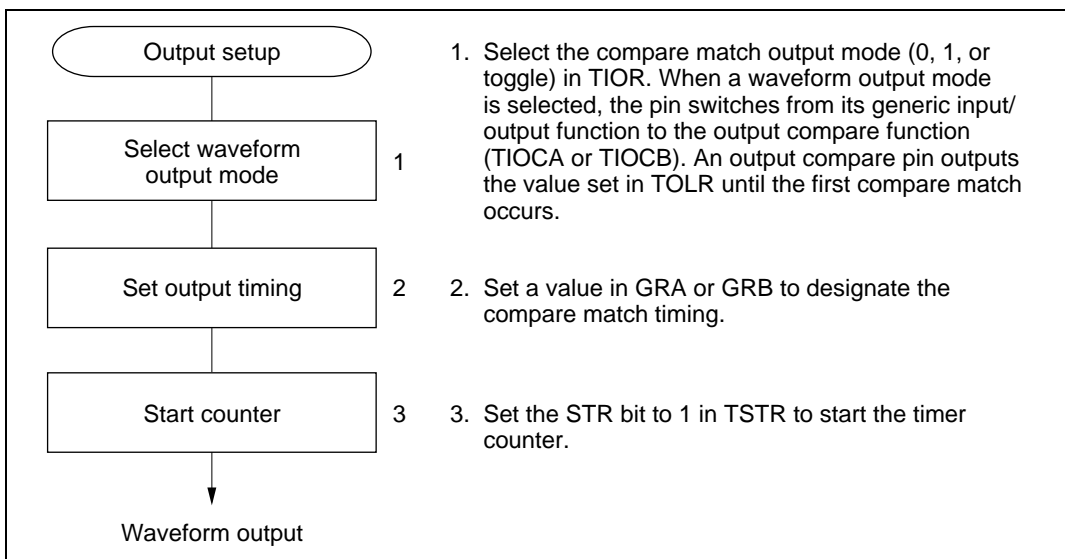 Output setup
Select waveform
output mode
1
Set output timing
2
Start counter
3
Waveform output
1. Select the compare match output mode (0, 1, or
toggle) in TIOR. When a waveform output mode
is selected, the pin switches from its generic input/
output function to the output compare function
(TIOCA or TIOCB). An output compare pin outputs
the value set in TOLR until the first compare match
occurs.
2. Set a value in GRA or GRB to designate the
compare match timing.
3. Set the STR bit to 1 in TSTR to start the timer
counter.